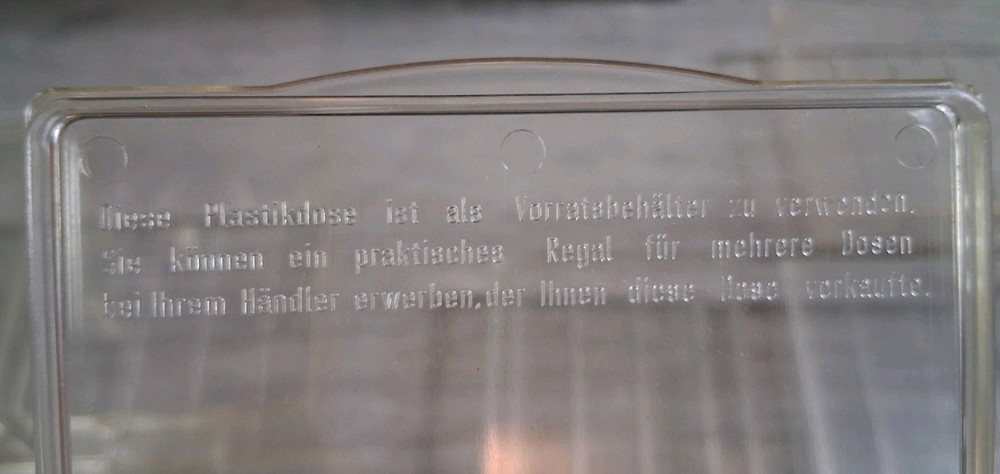 Diese Plastikdose ist als Vorratsbehälter zu verwenden.
Sie können ein praktisches Regal für mehrere Dosen
bei Ihrem Händler erwerben, der Ihnen diese Dose verkaufte.